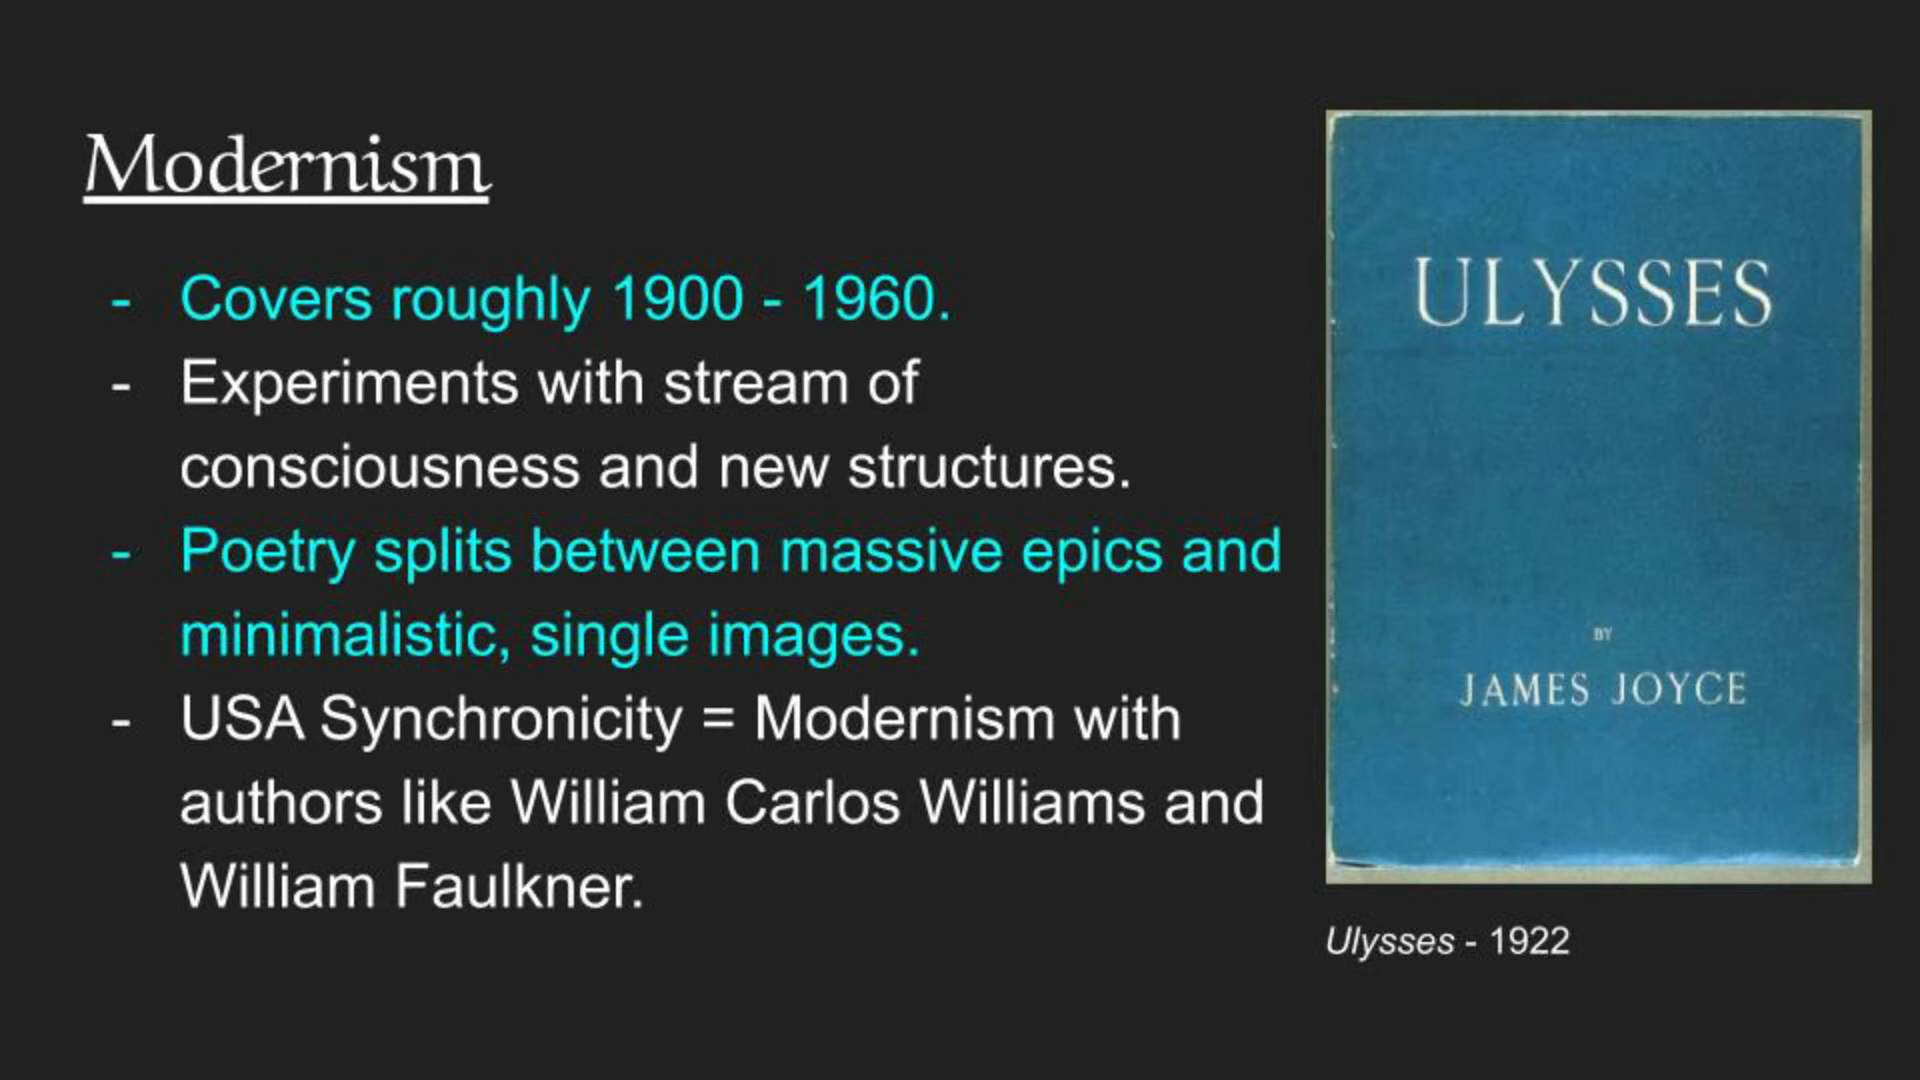 Modernism
- Covers roughly 1900 - 1960.
- Experiments with stream of
consciousness and new structures.
- Poetry splits between massive epics and
minimalistic, single images.
- USA Synchronicity = Modernism with
authors like William Carlos Williams and
William Faulkner.
ULYSSES
BY
JAMES JOYCE
Ulysses - 1922